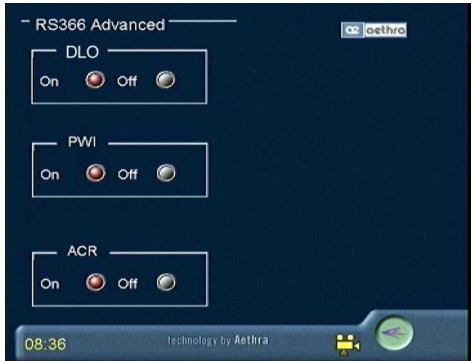 RS366 Advanced
aethra
DLO
On Off
PWI
On Off
ACR
On Off
08:36
technology by Aethra